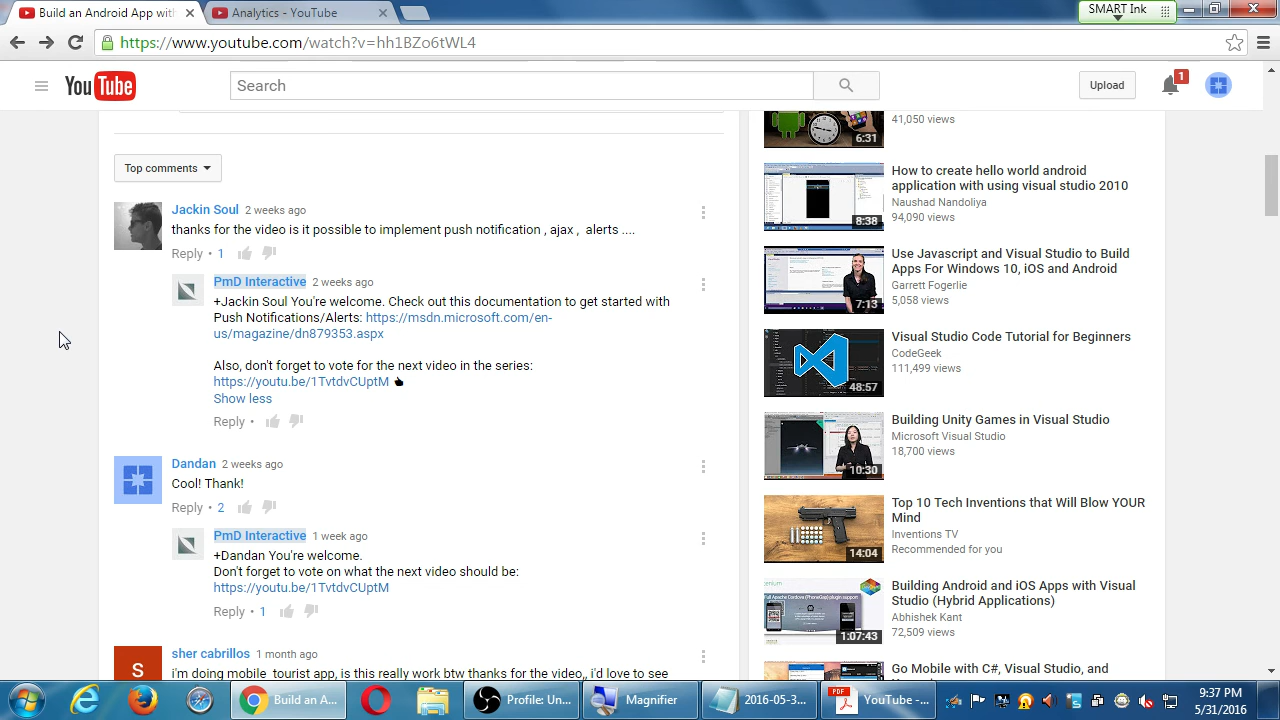 Build an Android App with
Analytics - YouTube
SMART Ink
https://www.youtube.com/watch?v=hh1BZo6tWL4
YouTube
Search
Upload
1
Top comments
Jackin Soul 2 weeks ago
thanks for the video is it possible to implement push notification , ajax , alerts ....
Reply • 1
PmD Interactive 2 weeks ago
+Jackin Soul You're welcome. Check out this documentation to get started with
Push Notifications/Alerts: https://msdn.microsoft.com/en-
us/magazine/dn879353.aspx
Also, don't forget to vote for the next video in the series:
https://youtu.be/1TvtdvCUptM
Show less
Reply •
Dandan 2 weeks ago
Cool! Thank!
Reply • 2
PmD Interactive 1 week ago
+Dandan You're welcome.
Don't forget to vote on what the next video should be:
https://youtu.be/1TvtdvCUptM
Reply • 1
S
sher cabrillos 1 month ago
i'm doing mobile tourist app, is this really work btw thanks for the video,, i'd love to see
6:31
41,050 views
8:38
How to create hello world android
application with using visual studio 2010
Naushad Nandoliya
94,090 views
7:13
Use Javascript and Visual Studio to Build
Apps For Windows 10, iOS and Android
Garrett Fogerlie
5,058 views
48:57
Visual Studio Code Tutorial for Beginners
CodeGeek
111,499 views
10:30
Building Unity Games in Visual Studio
Microsoft Visual Studio
18,700 views
14:04
Top 10 Tech Inventions that Will Blow YOUR
Mind
Inventions TV
Recommended for you
Full Apache Cordova (PhoneGap) plugin support
1:07:43
Building Android and iOS Apps with Visual
Studio (Hybrid Applications)
Abhishek Kant
72,509 views
Go Mobile with C#, Visual Studio, and
Build an A...
Profile: Un...
Magnifier
2016-05-3...
PDF
YouTube -...
9:37 PM
5/31/2016